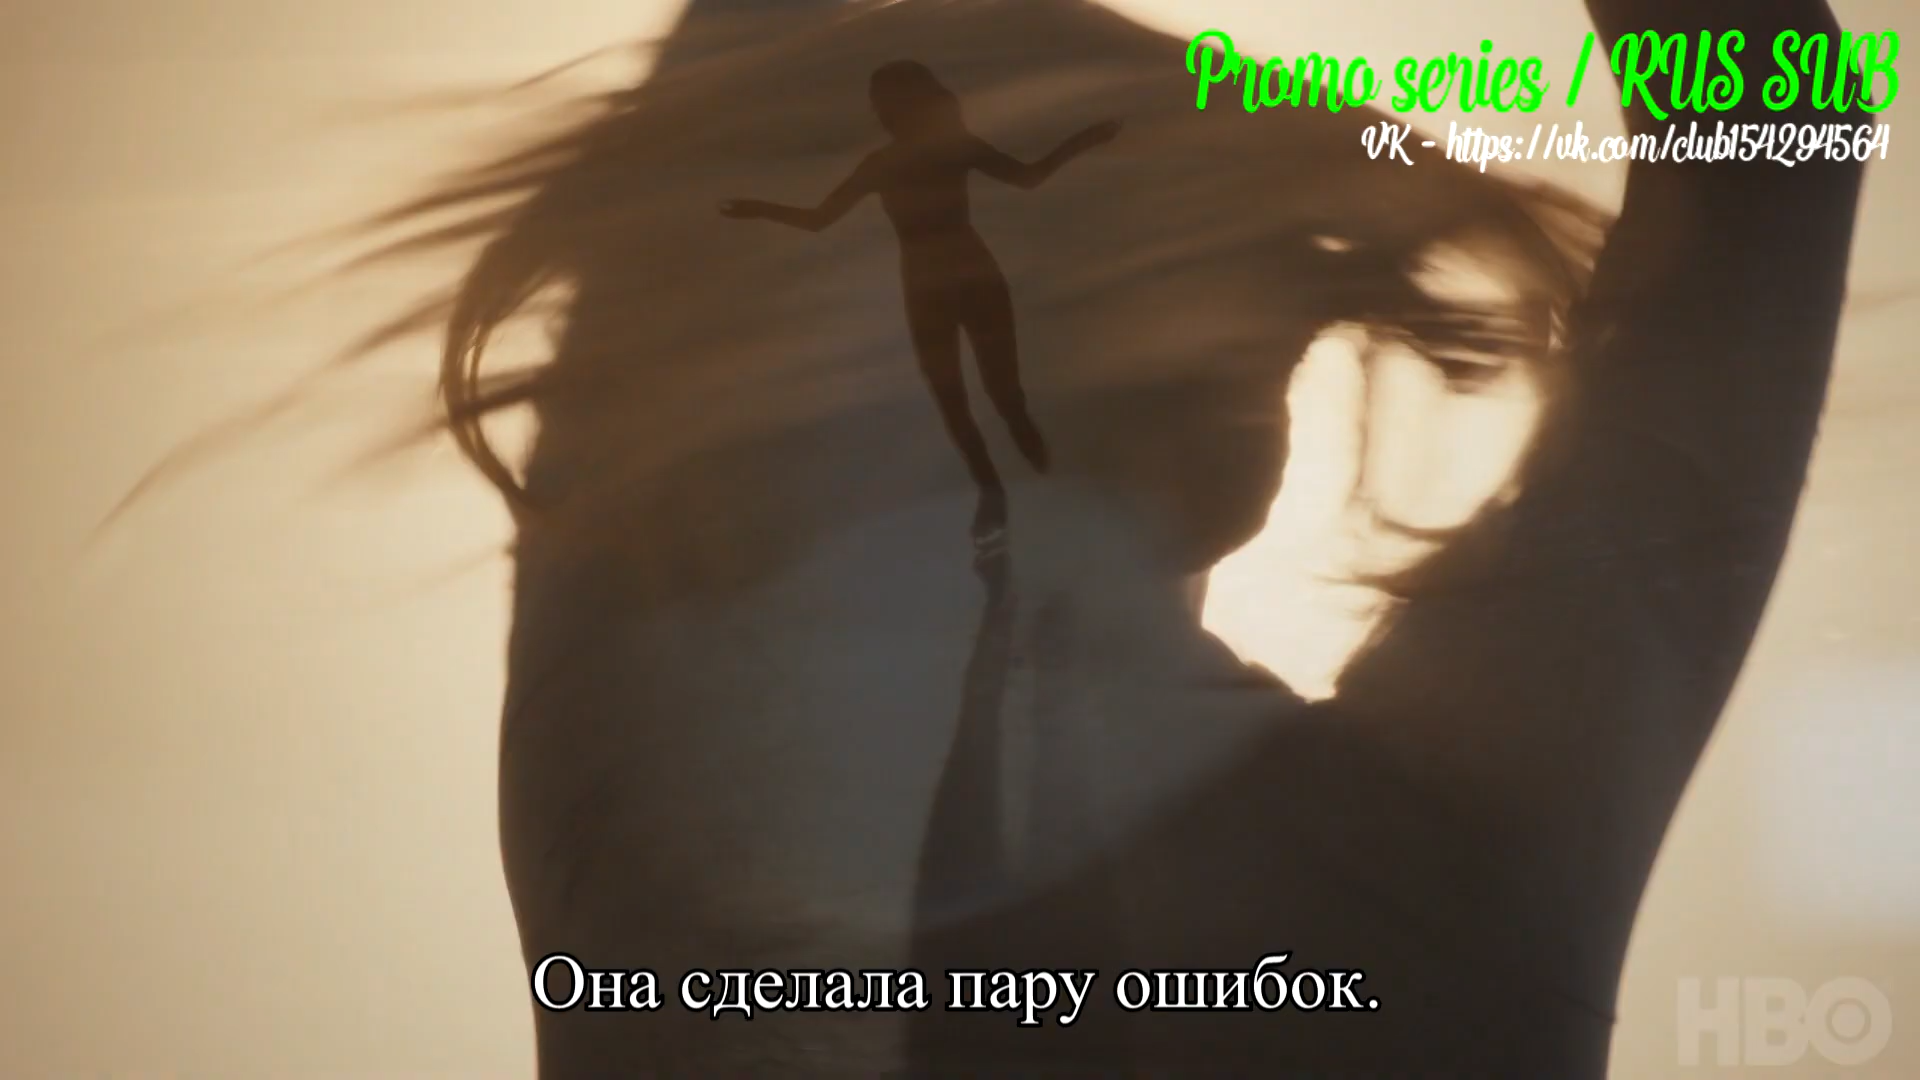 Promo series / RUS SUB
VK - https://vk.com/club154294564
Она сделала пару ошибок.
HBO